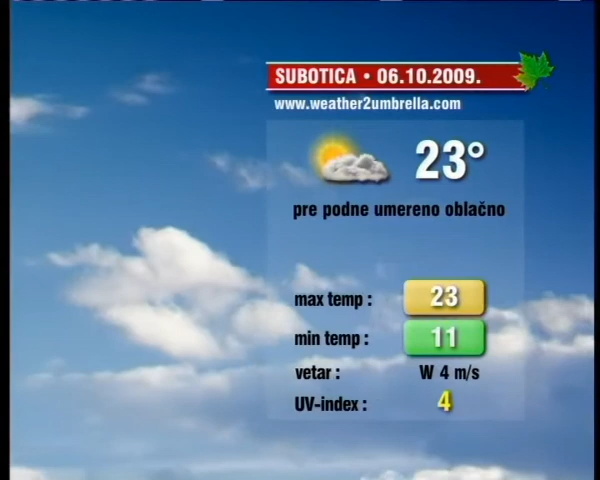 SUBOTICA • 06.10.2009.
www.weather2umbrella.com
23°
pre podne umereno oblačno
max temp : 23
min temp : 11
vetar : W 4 m/s
UV-index : 4